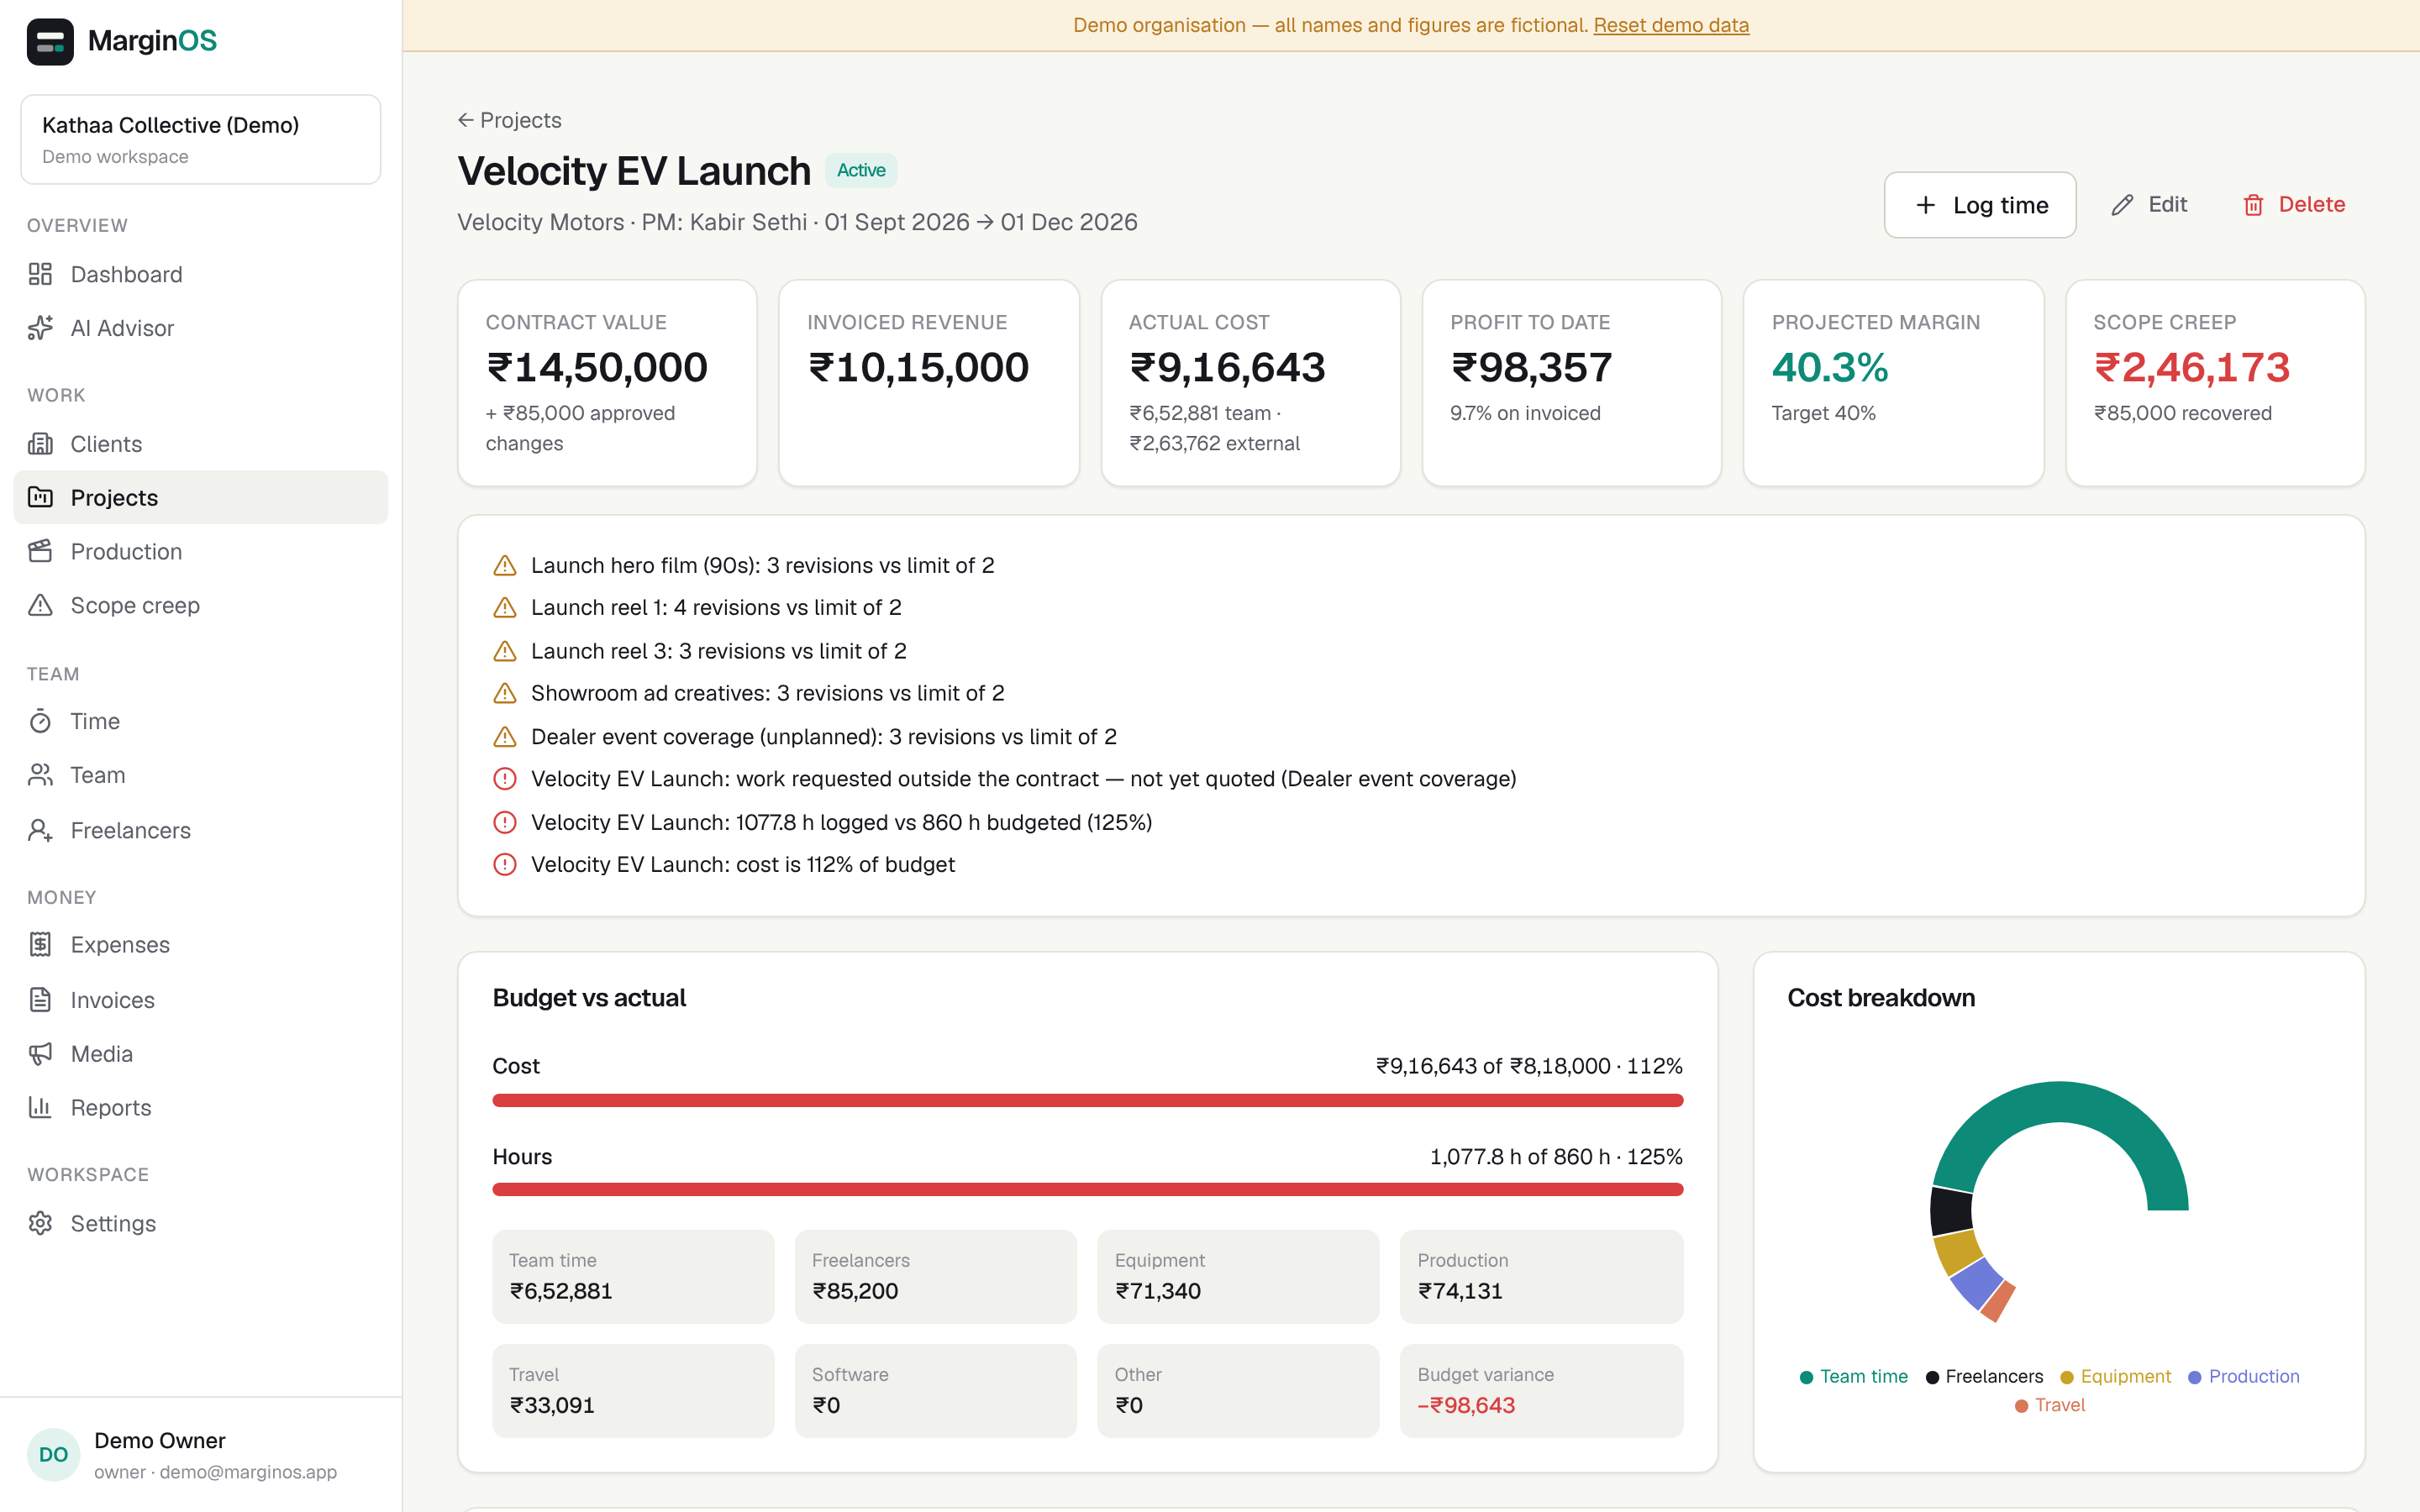 MarginOS
Demo organisation — all names and figures are fictional. Reset demo data
Kathaa Collective (Demo)
Demo workspace
OVERVIEW
Dashboard
AI Advisor
WORK
Clients
Projects
Production
Scope creep
TEAM
Time
Team
Freelancers
MONEY
Expenses
Invoices
Media
Reports
WORKSPACE
Settings
DO
Demo Owner
owner · demo@marginos.app
← Projects
Velocity EV Launch Active
Velocity Motors · PM: Kabir Sethi · 01 Sept 2026 → 01 Dec 2026
+ Log time Edit Delete
CONTRACT VALUE
₹14,50,000
+ ₹85,000 approved
changes
INVOICED REVENUE
₹10,15,000
ACTUAL COST
₹9,16,643
₹6,52,881 team ·
₹2,63,762 external
PROFIT TO DATE
₹98,357
9.7% on invoiced
PROJECTED MARGIN
40.3%
Target 40%
SCOPE CREEP
₹2,46,173
₹85,000 recovered
Launch hero film (90s): 3 revisions vs limit of 2
Launch reel 1: 4 revisions vs limit of 2
Launch reel 3: 3 revisions vs limit of 2
Showroom ad creatives: 3 revisions vs limit of 2
Dealer event coverage (unplanned): 3 revisions vs limit of 2
Velocity EV Launch: work requested outside the contract — not yet quoted (Dealer event coverage)
Velocity EV Launch: 1077.8 h logged vs 860 h budgeted (125%)
Velocity EV Launch: cost is 112% of budget
Budget vs actual
Cost ₹9,16,643 of ₹8,18,000 · 112%
Hours 1,077.8 h of 860 h · 125%
Team time
₹6,52,881
Freelancers
₹85,200
Equipment
₹71,340
Production
₹74,131
Travel
₹33,091
Software
₹0
Other
₹0
Budget variance
−₹98,643
Cost breakdown
Team time Freelancers Equipment Production
Travel